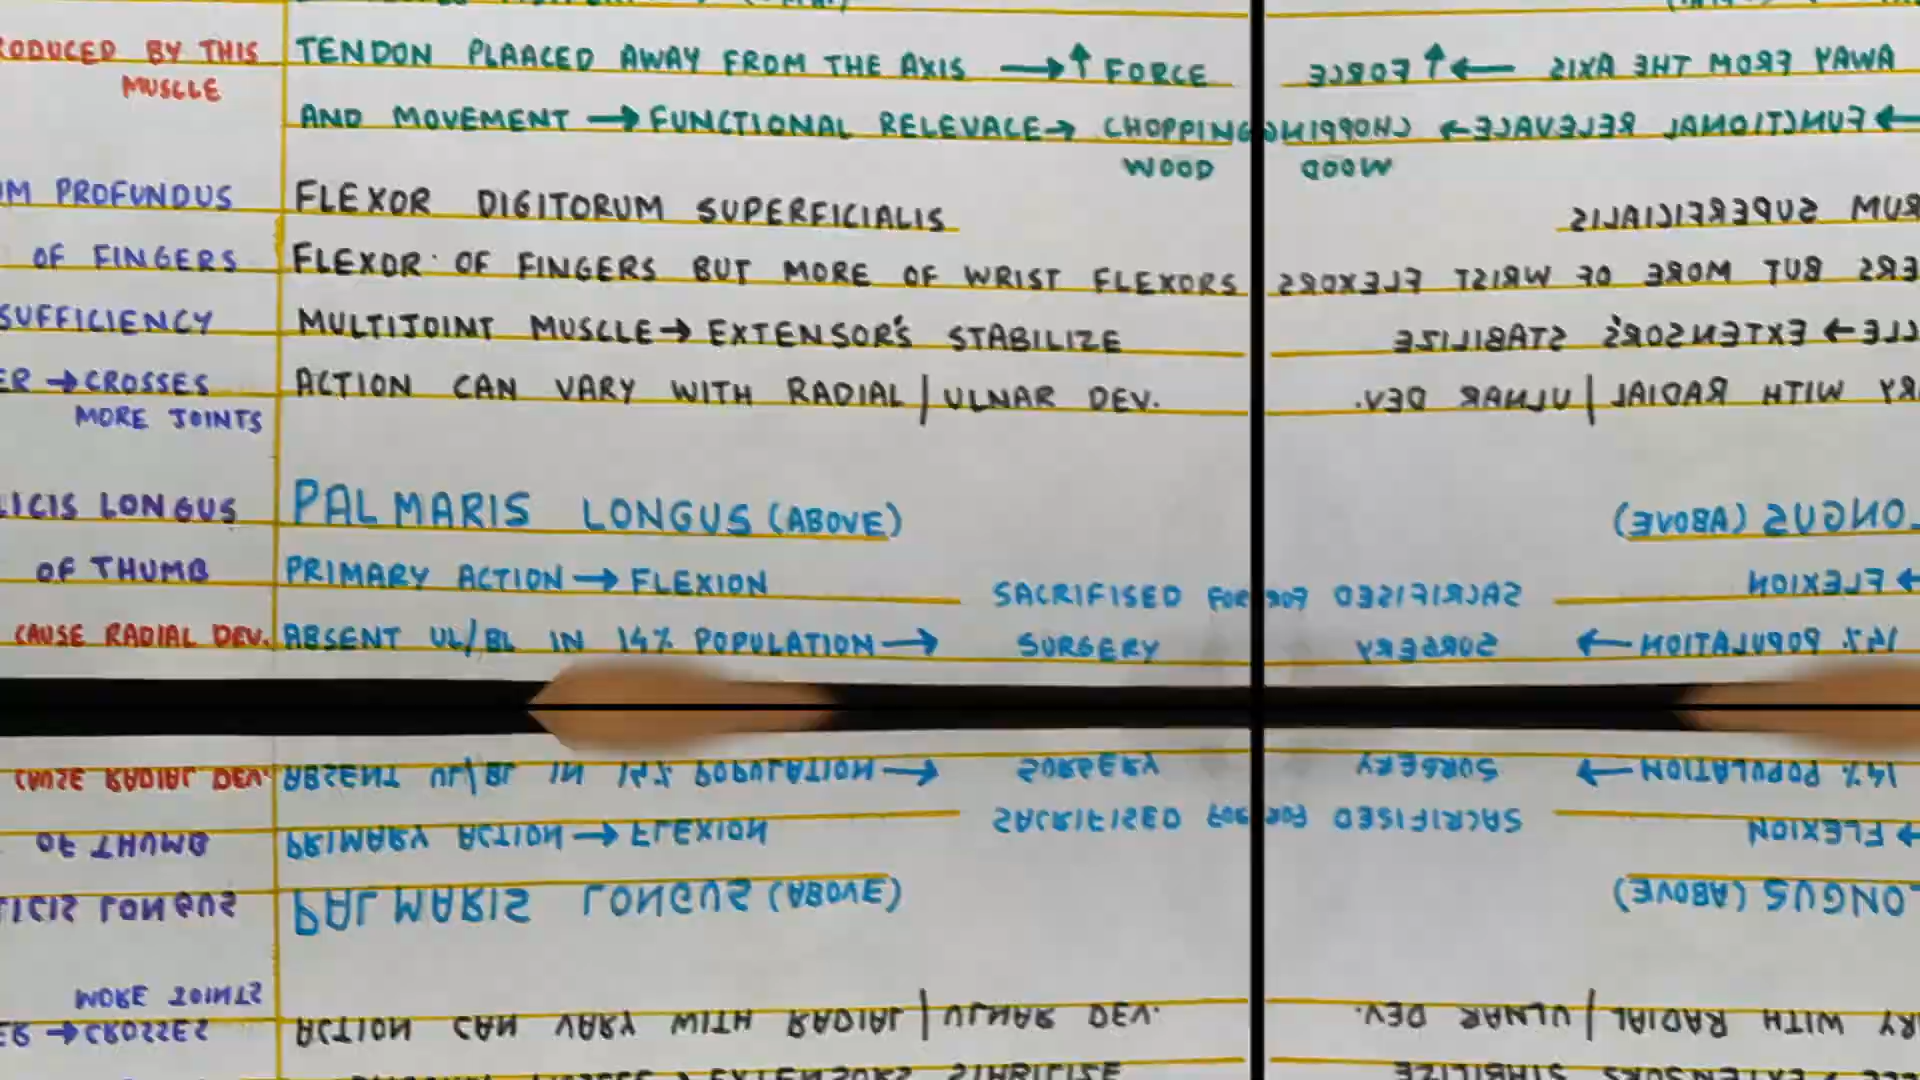 RODUCED BY THIS
MUSCLE
TENDON PLAACED AWAY FROM THE AXIS → ↑ FORCE
AND MOVEMENT → FUNCTIONAL RELEVACE → CHOPPING
WOOD
UM PROFUNDUS
FLEXOR DIGITORUM SUPERFICIALIS
OF FINGERS
FLEXOR OF FINGERS BUT MORE OF WRIST FLEXORS
SUFFICIENCY
MULTIJOINT MUSCLE → EXTENSOR'S STABILIZE
ER → CROSSES
MORE JOINTS
ACTION CAN VARY WITH RADIAL | ULNAR DEV.
LICIS LONGUS
PALMARIS LONGUS (ABOVE)
OF THUMB
PRIMARY ACTION → FLEXION
CAUSE RADIAL DEV.
ABSENT UL/BL IN 14% POPULATION →
SACRIFISED FOR
SURGERY